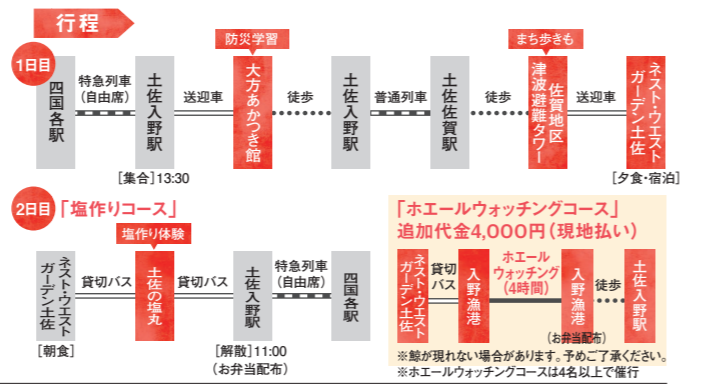 行程
1日目
四国各駅
特急列車
(自由席)
土佐入野駅
[集合]13:30
送迎車
防災学習
大方あかつき館
徒歩
土佐入野駅
普通列車
土佐佐賀駅
徒歩
まち歩きも
佐賀地区
津波避難タワー
送迎車
ネスト・ウエスト
ガーデン土佐
[夕食・宿泊]
2日目
「塩作りコース」
ネスト・ウエスト
ガーデン土佐
[朝食]
貸切バス
塩作り体験
土佐の塩丸
貸切バス
土佐入野駅
[解散]11:00
(お弁当配布)
特急列車
(自由席)
四国各駅
「ホエールウォッチングコース」
追加代金4,000円(現地払い)
ネスト・ウエスト
ガーデン土佐
貸切
バス
入野漁港
ホエール
ウォッチング
(4時間)
入野漁港
(お弁当配布)
徒歩
土佐入野駅
※鯨が現れない場合があります。予めご了承ください。
※ホエールウォッチングコースは4名以上で催行